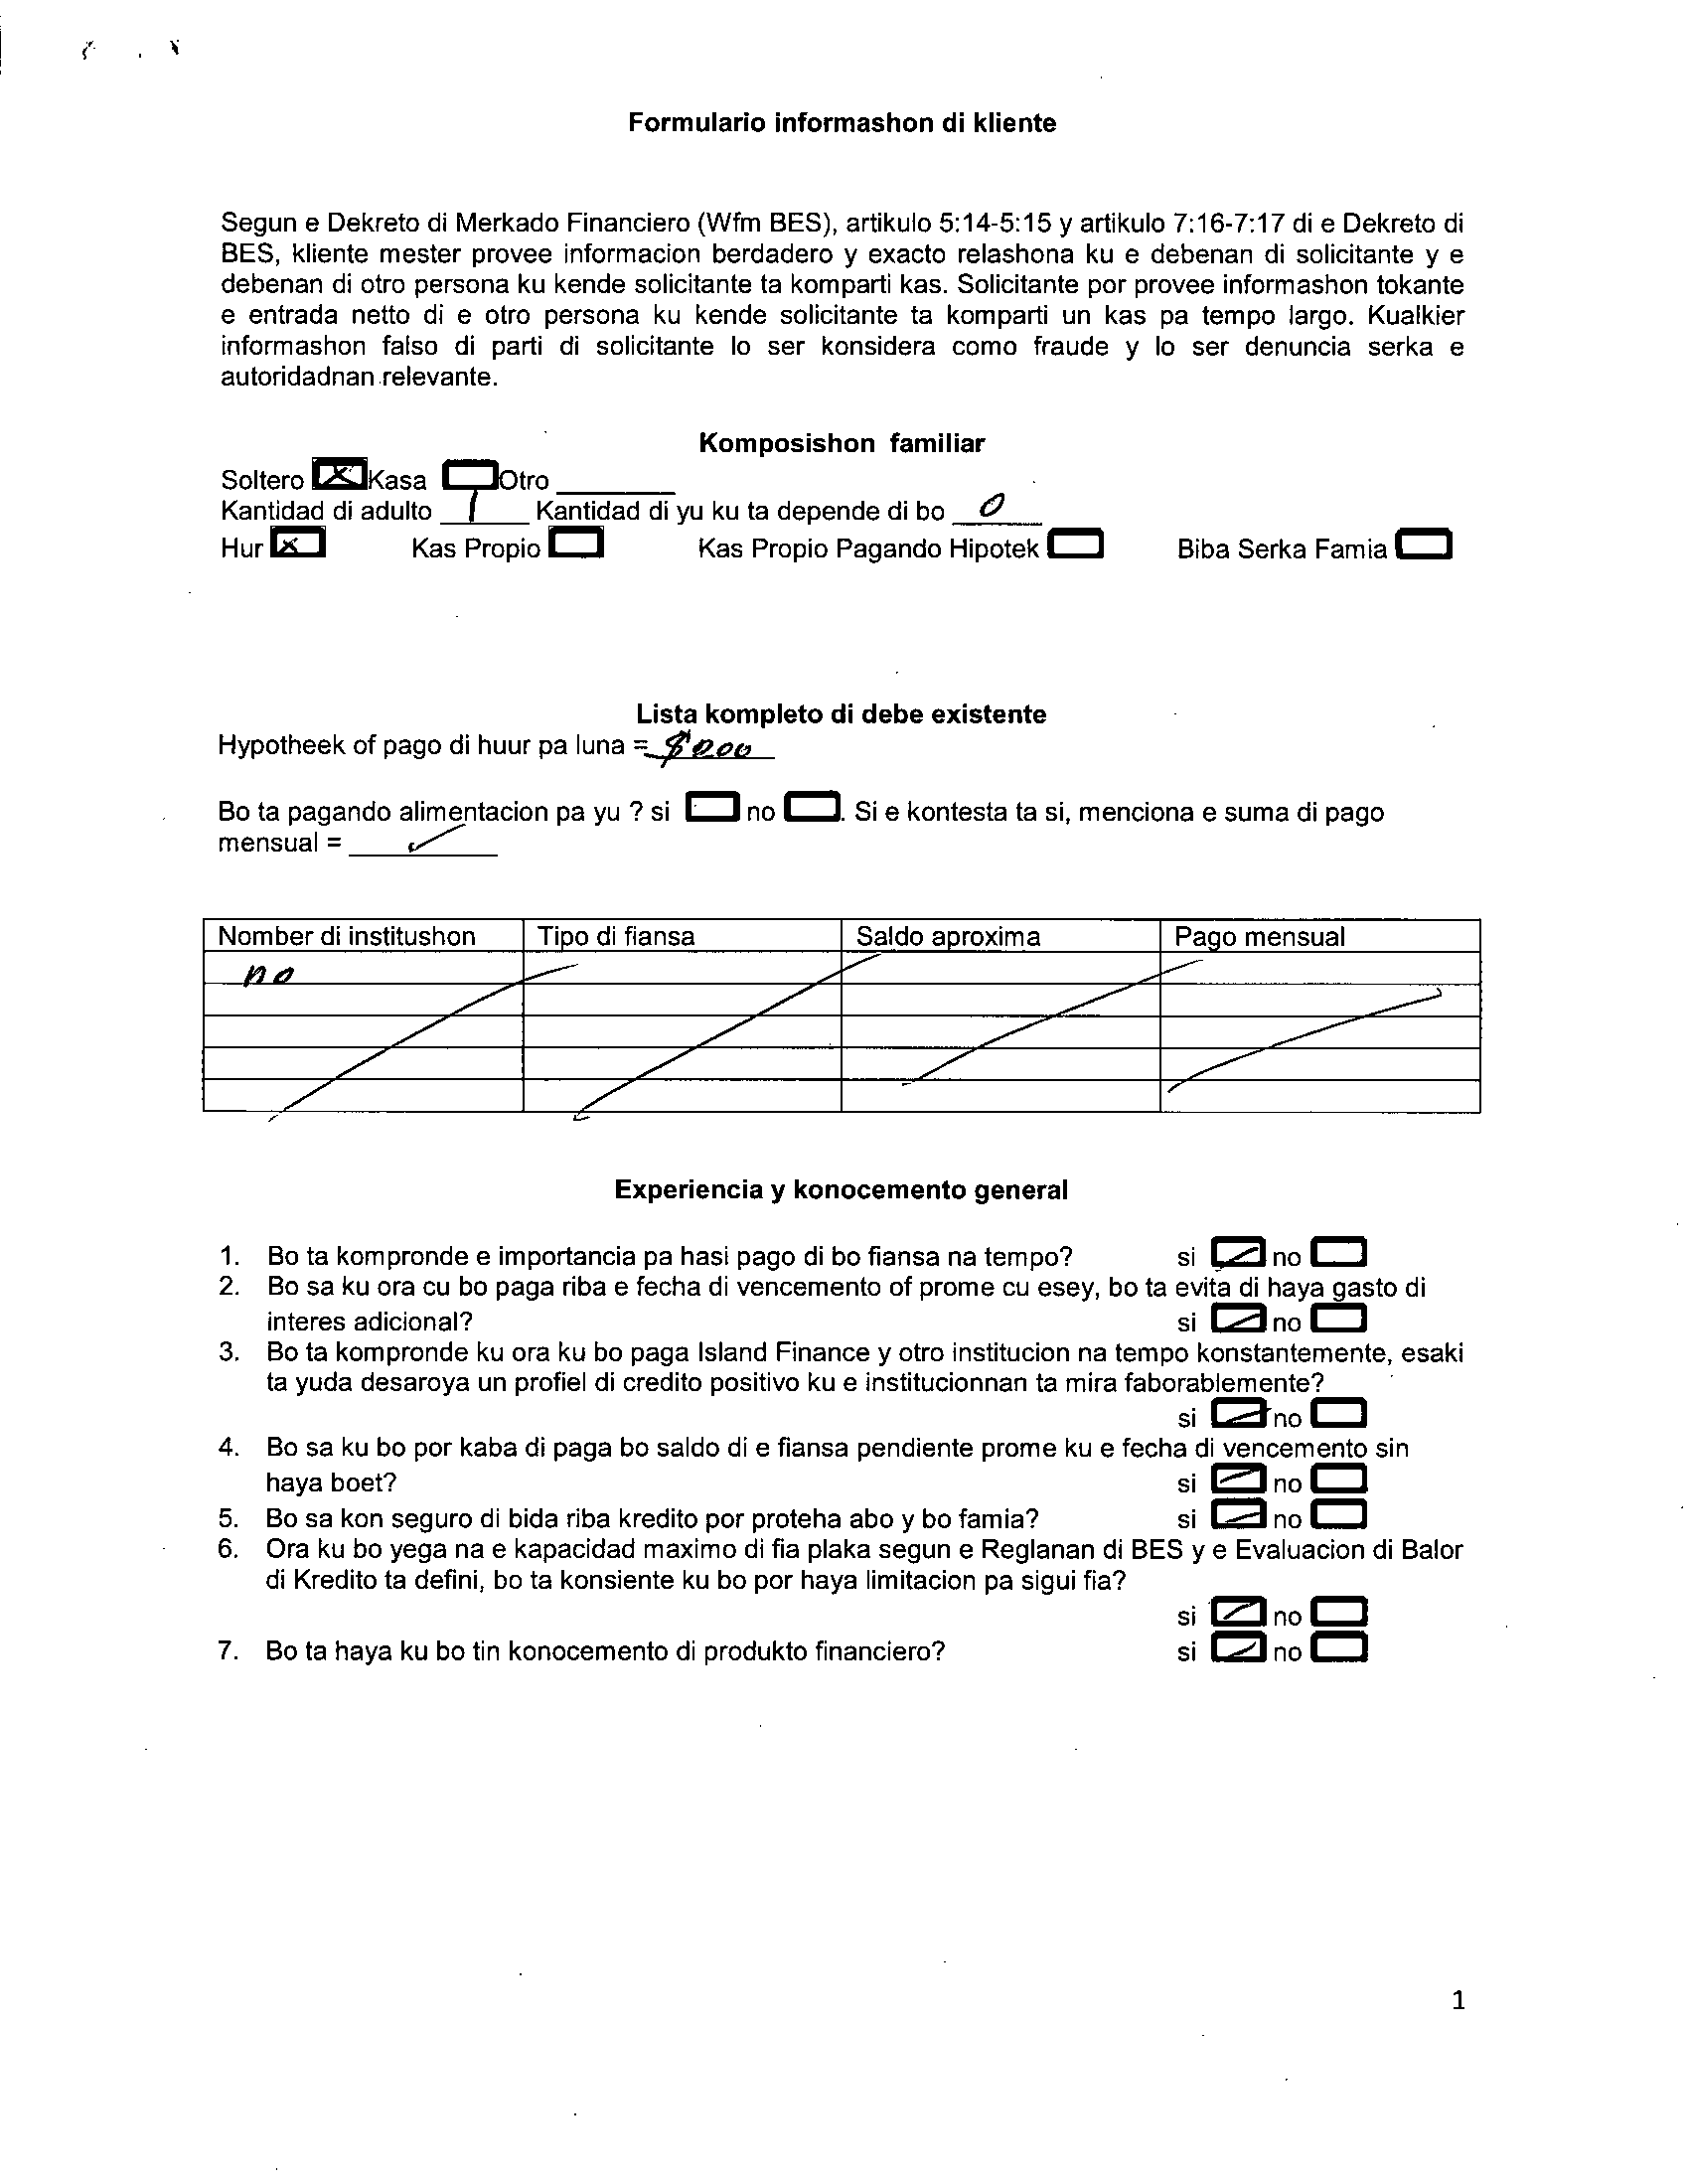 Formulario informashon di kliente
Segun e Dekreto di Merkado Financiero (Wfm BES), artikulo 5:14-5:15 y artikulo 7:16-7:17 di e Dekreto di
BES, kliente mester provee informacion berdadero y exacto relashona ku e debenan di solicitante y e
debenan di otro persona ku kende solicitante ta komparti kas. Solicitante por provee informashon tokante
e entrada netto di e otro persona ku kende solicitante ta komparti un kas pa tempo largo. Kualkier
informashon falso di parti di solicitante lo ser konsidera como fraude y lo ser denuncia serka e
autoridadnan relevante.
Komposishon familiar
Soltero X Kasa Otro
Kantidad di adulto 1 Kantidad di yu ku ta depende di bo 0
Hur X Kas Propio Kas Propio Pagando Hipotek Biba Serka Famia
Lista kompleto di debe existente
Hypotheek of pago di huur pa luna =
Bo ta pagando alimentacion pa yu ? si no . Si e kontesta ta si, menciona e suma di pago
mensual =
Nomber di institushon Tipo di fiansa Saldo aproxima Pago mensual
no
Experiencia y konocemento general
1. Bo ta kompronde e importancia pa hasi pago di bo fiansa na tempo? si no
2. Bo sa ku ora cu bo paga riba e fecha di vencemento of prome cu esey, bo ta evita di haya gasto di
interes adicional? si no
3. Bo ta kompronde ku ora ku bo paga Island Finance y otro institucion na tempo konstantemente, esaki
ta yuda desaroya un profiel di credito positivo ku e institucionnan ta mira faborablemente?
si no
4. Bo sa ku bo por kaba di paga bo saldo di e fiansa pendiente prome ku e fecha di vencemento sin
haya boet? si no
5. Bo sa kon seguro di bida riba kredito por proteha abo y bo famia? si no
6. Ora ku bo yega na e kapacidad maximo di fia plaka segun e Reglanan di BES y e Evaluacion di Balor
di Kredito ta defini, bo ta konsiente ku bo por haya limitacion pa sigui fia?
si no
7. Bo ta haya ku bo tin konocemento di produkto financiero? si no
1